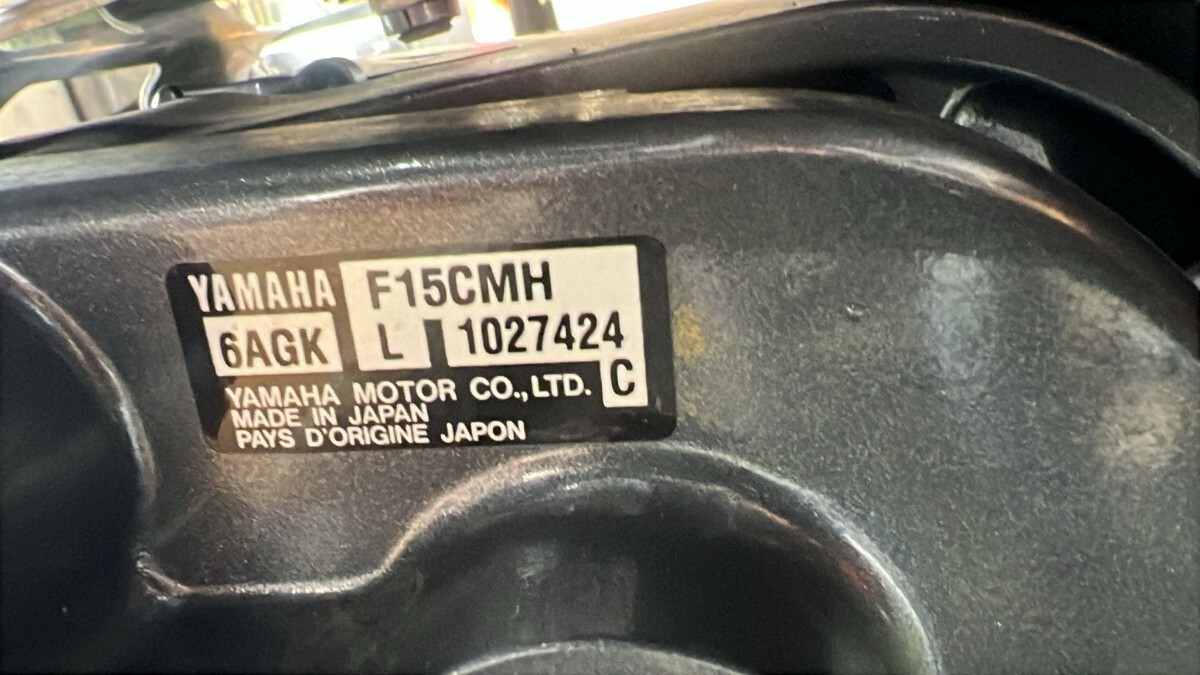 YAMAHA F15CMH
6AGK L 1027424
C
YAMAHA MOTOR CO.,LTD.
MADE IN JAPAN
PAYS D'ORIGINE JAPON